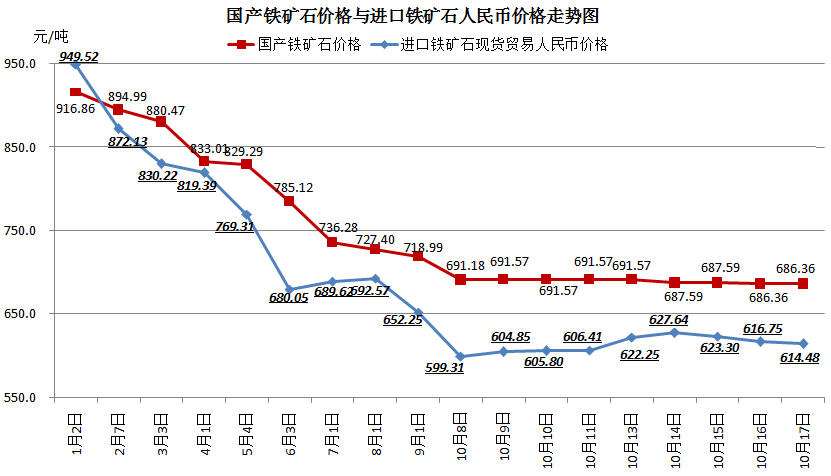 国产铁矿石价格与进口铁矿石人民币价格走势图
元/吨
国产铁矿石价格 进口铁矿石现货贸易人民币价格
950.0
850.0
750.0
650.0
550.0
916.86 894.99 880.47 833.01 829.29 785.12 736.28 727.40 718.99 691.18 691.57 691.57 691.57 691.57 687.59 687.59 686.36 686.36
949.52 872.13 830.22 819.39 769.31 680.05 689.62 692.57 652.25 599.31 604.85 605.80 606.41 622.25 627.64 623.30 616.75 614.48
1月2日 2月7日 3月3日 4月1日 5月4日 6月3日 7月1日 8月1日 9月1日 10月8日 10月9日 10月10日 10月11日 10月13日 10月14日 10月15日 10月16日 10月17日